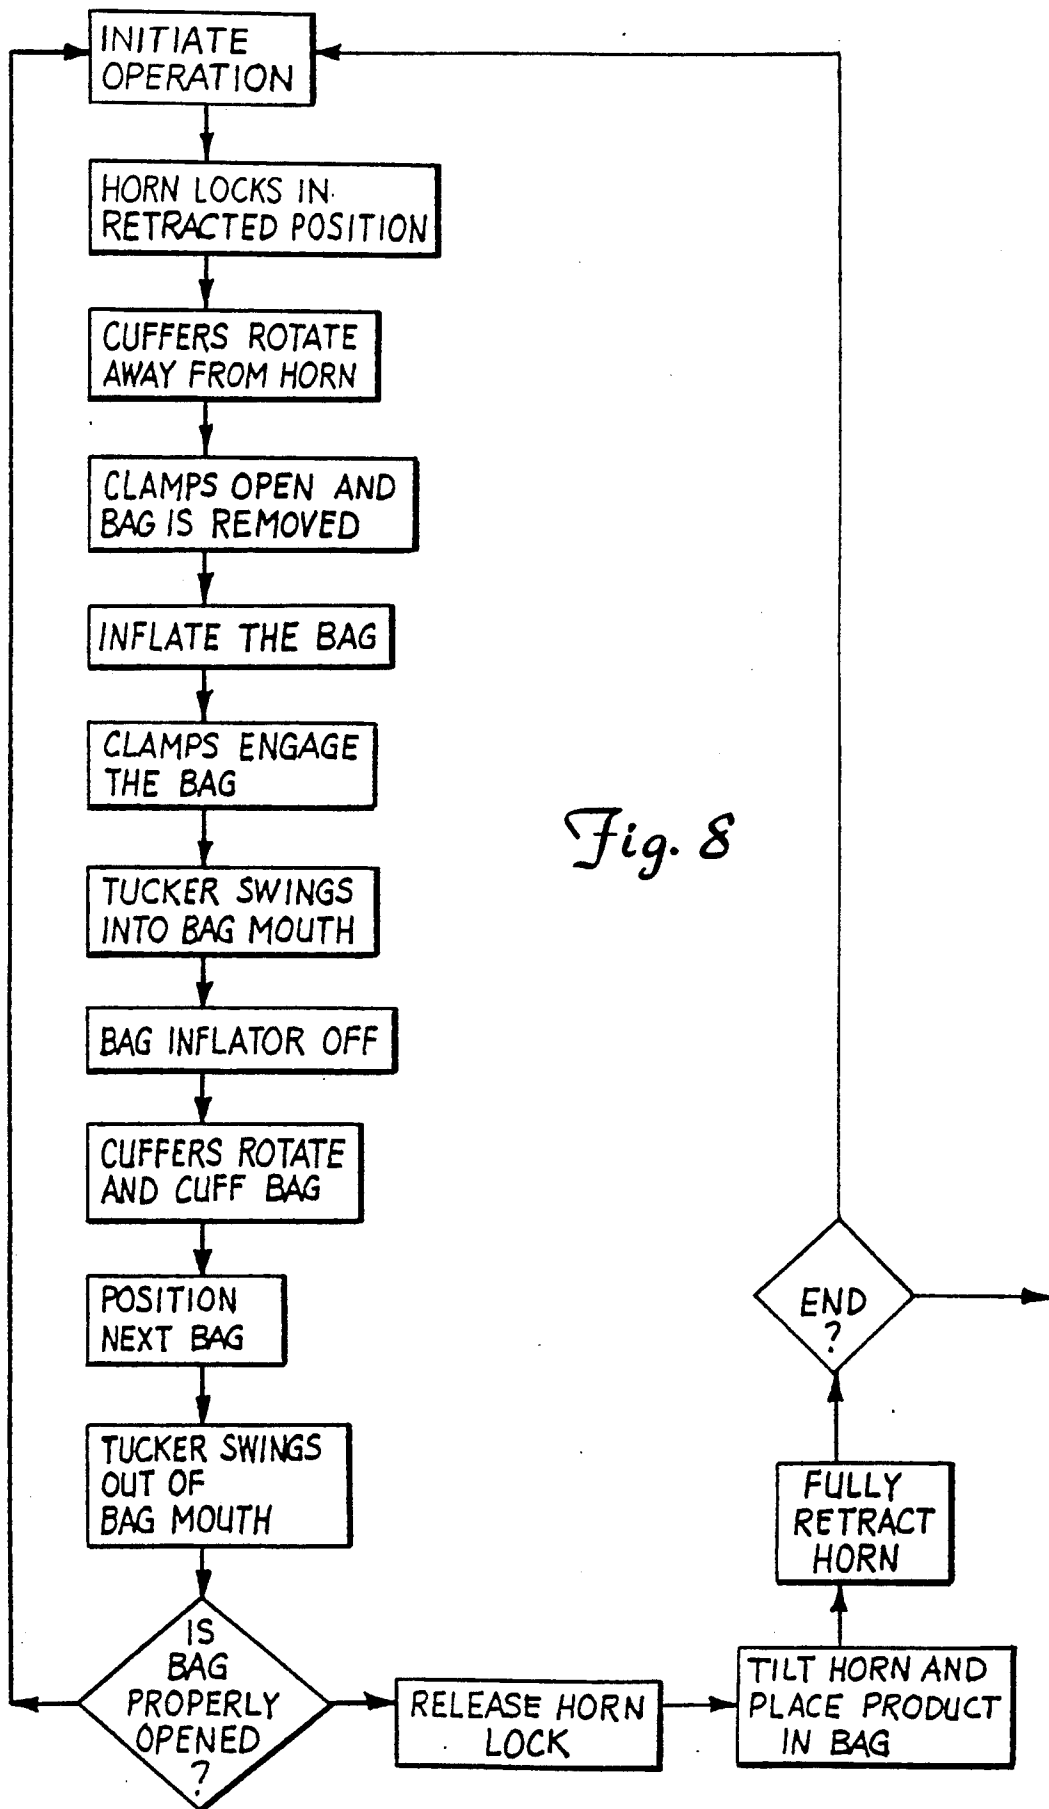 INITIATE
OPERATION
HORN LOCKS IN
RETRACTED POSITION
CUFFERS ROTATE
AWAY FROM HORN
CLAMPS OPEN AND
BAG IS REMOVED
INFLATE THE BAG
CLAMPS ENGAGE
THE BAG
TUCKER SWINGS
INTO BAG MOUTH
BAG INFLATOR OFF
CUFFERS ROTATE
AND CUFF BAG
POSITION
NEXT BAG
TUCKER SWINGS
OUT OF
BAG MOUTH
IS
BAG
PROPERLY
OPENED
?
RELEASE HORN
LOCK
TILT HORN AND
PLACE PRODUCT
IN BAG
FULLY
RETRACT
HORN
END
?
Fig. 8